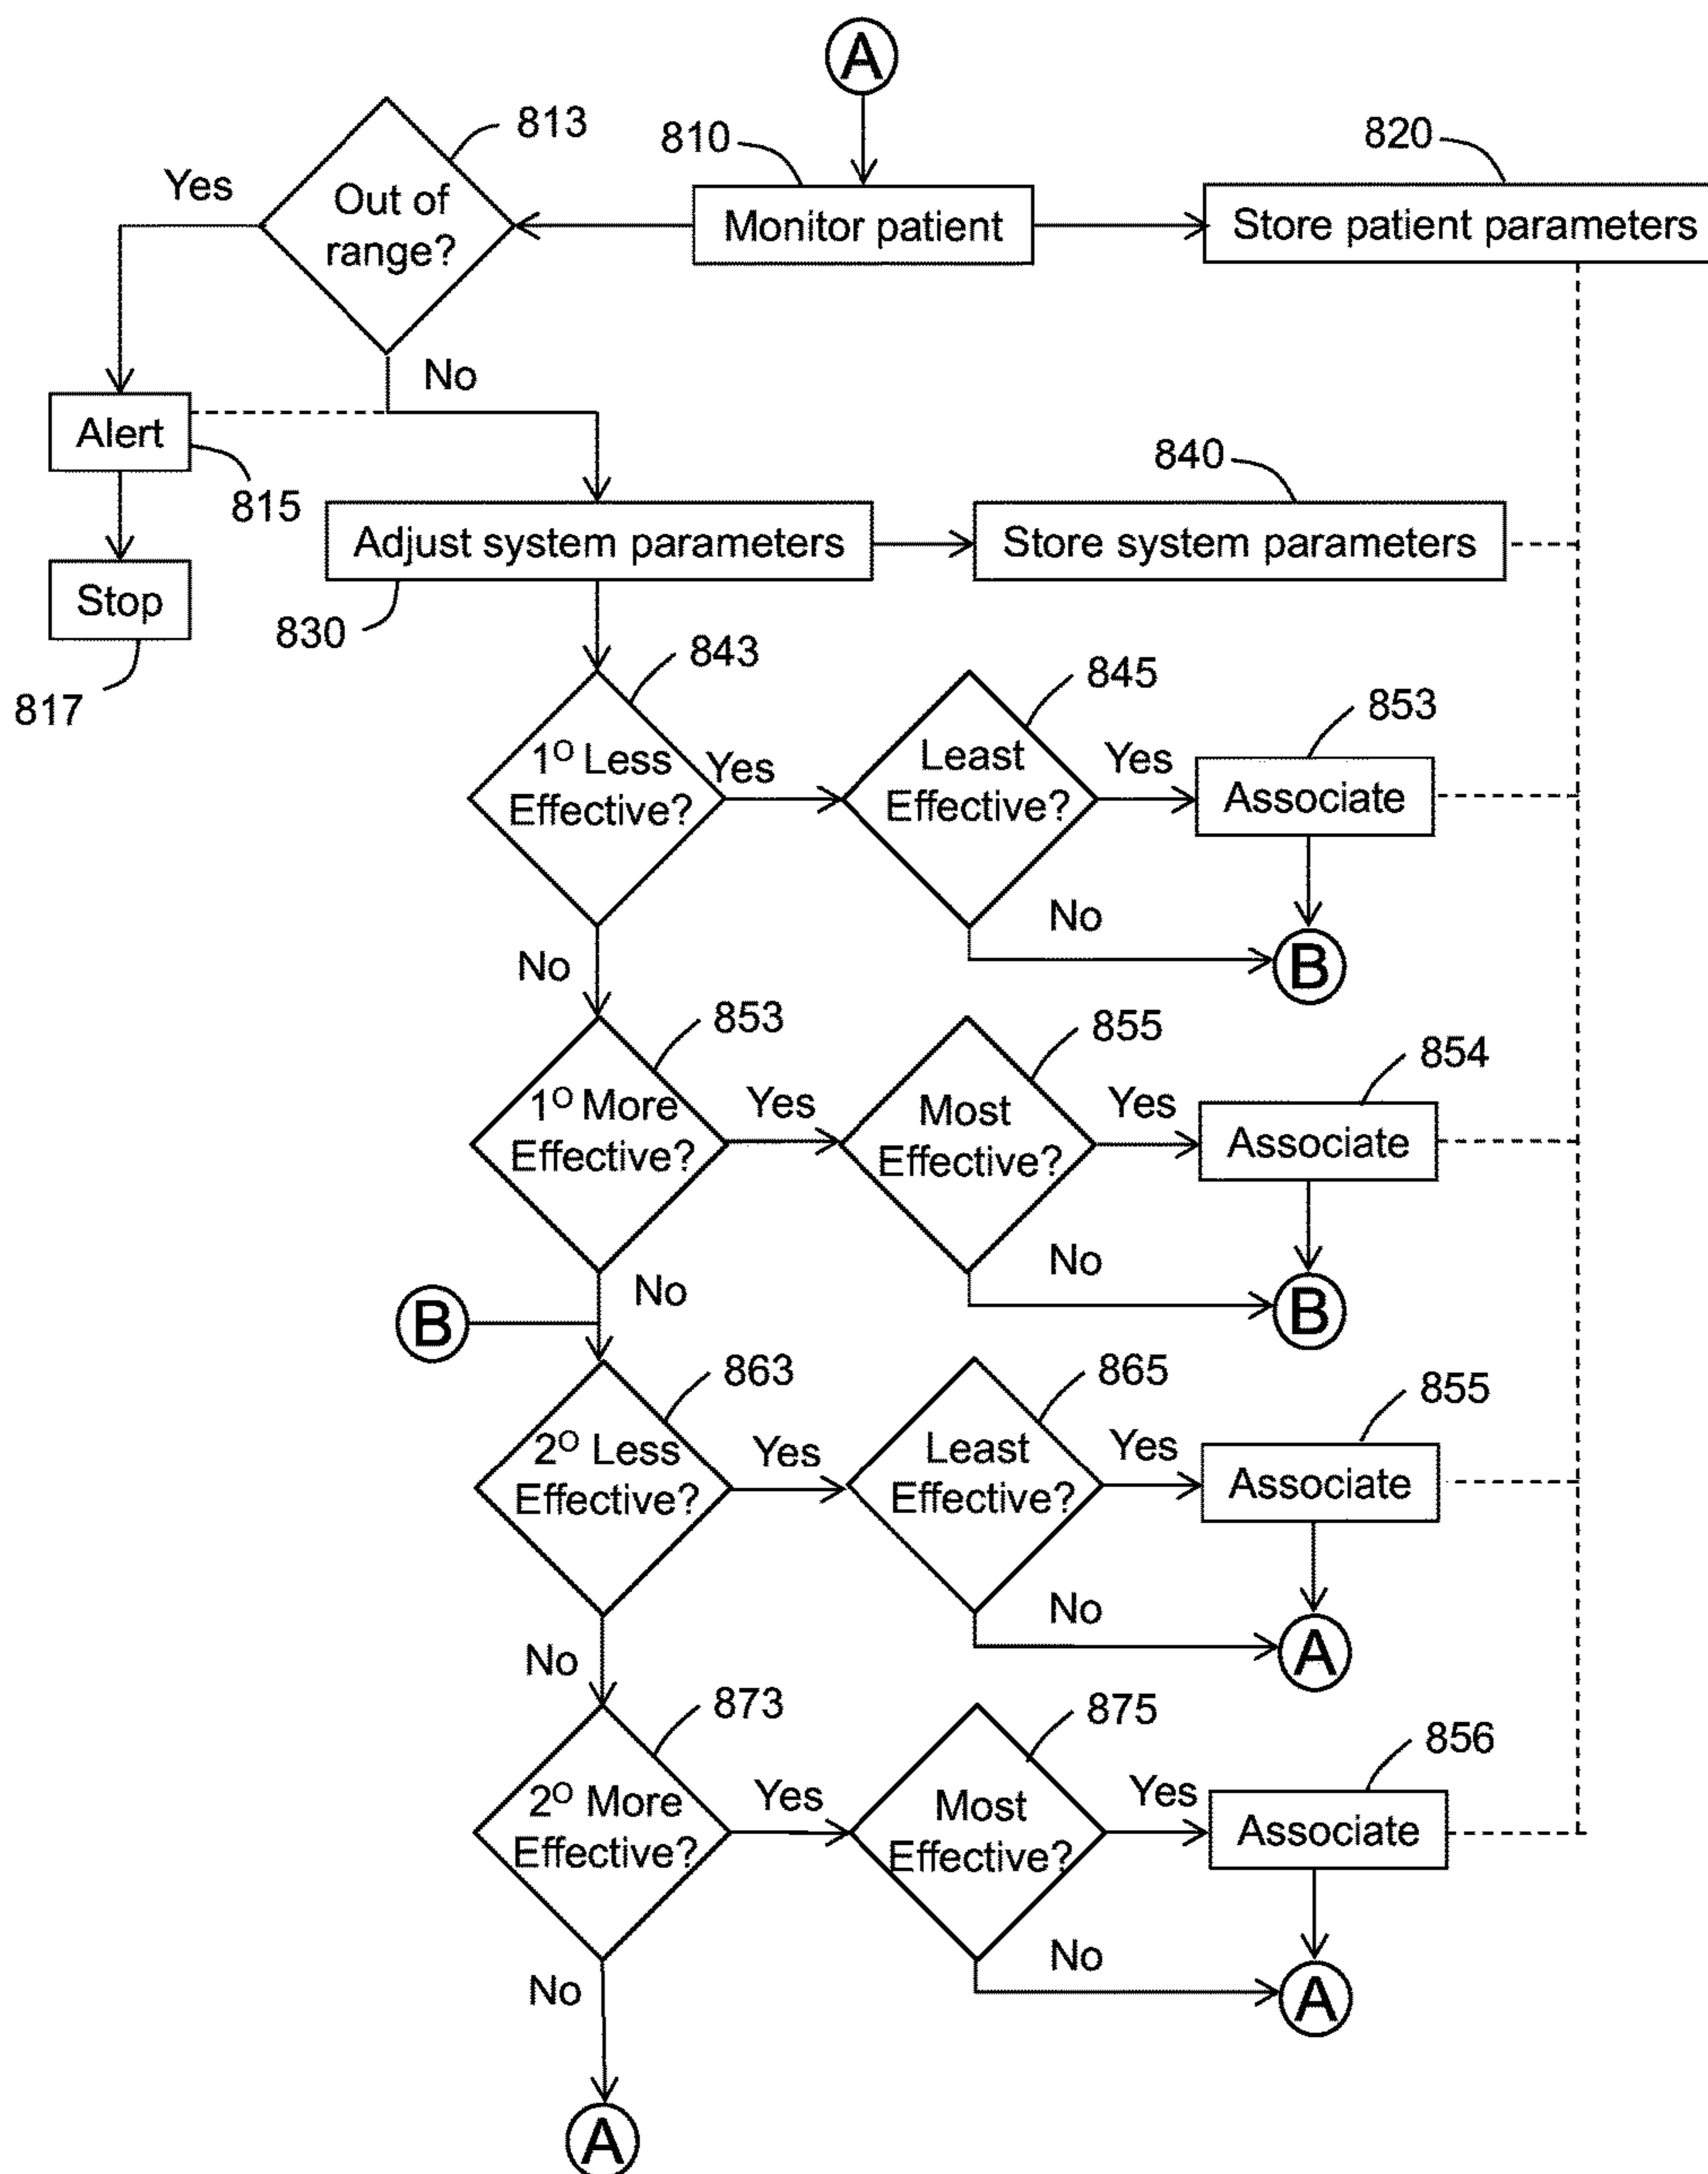 A
813
810
820
Yes
Out of
range?
Monitor patient
Store patient parameters
No
Alert
815
840
Adjust system parameters
Store system parameters
Stop
830
817
843
845
853
1º Less
Effective?
Yes
Least
Effective?
Yes
Associate
No
No
B
853
855
854
1º More
Effective?
Yes
Most
Effective?
Yes
Associate
No
No
B
B
863
865
855
2º Less
Effective?
Yes
Least
Effective?
Yes
Associate
No
No
A
873
875
856
2º More
Effective?
Yes
Most
Effective?
Yes
Associate
No
No
A
A